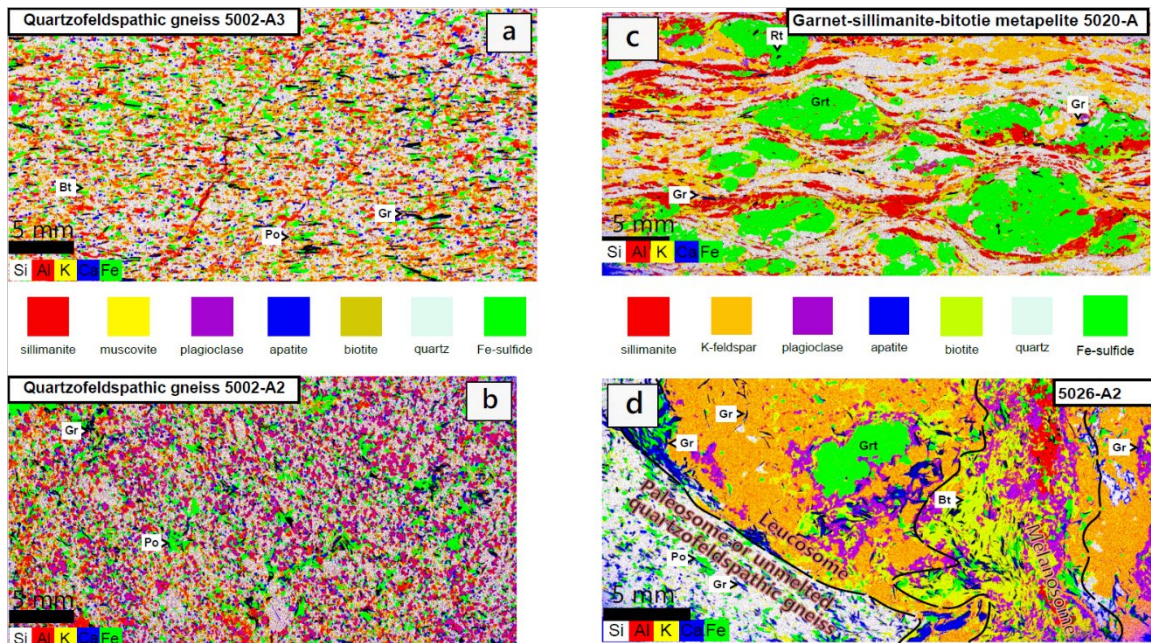 Quartzofeldspathic gneiss 5002-A3
a
Bt
Gr
Po
5 mm
Si Al K Ca Fe
Garnet-sillimanite-bitotie metapelite 5020-A
c
Rt
Grt
Gr
Gr
5 mm
Si Al K Ca Fe
sillimanite muscovite plagioclase apatite biotite quartz Fe-sulfide
sillimanite K-feldspar plagioclase apatite biotite quartz Fe-sulfide
Quartzofeldspathic gneiss 5002-A2
b
Gr
Po
5 mm
Si Al K Ca Fe
d
5026-A2
Gr
Gr
Grt
Gr
Bt
Leucosome
Paleosome or unmelted
quartzofeldspathic gneiss
Melanosome
Po
Gr
5 mm
Si Al K Ca Fe